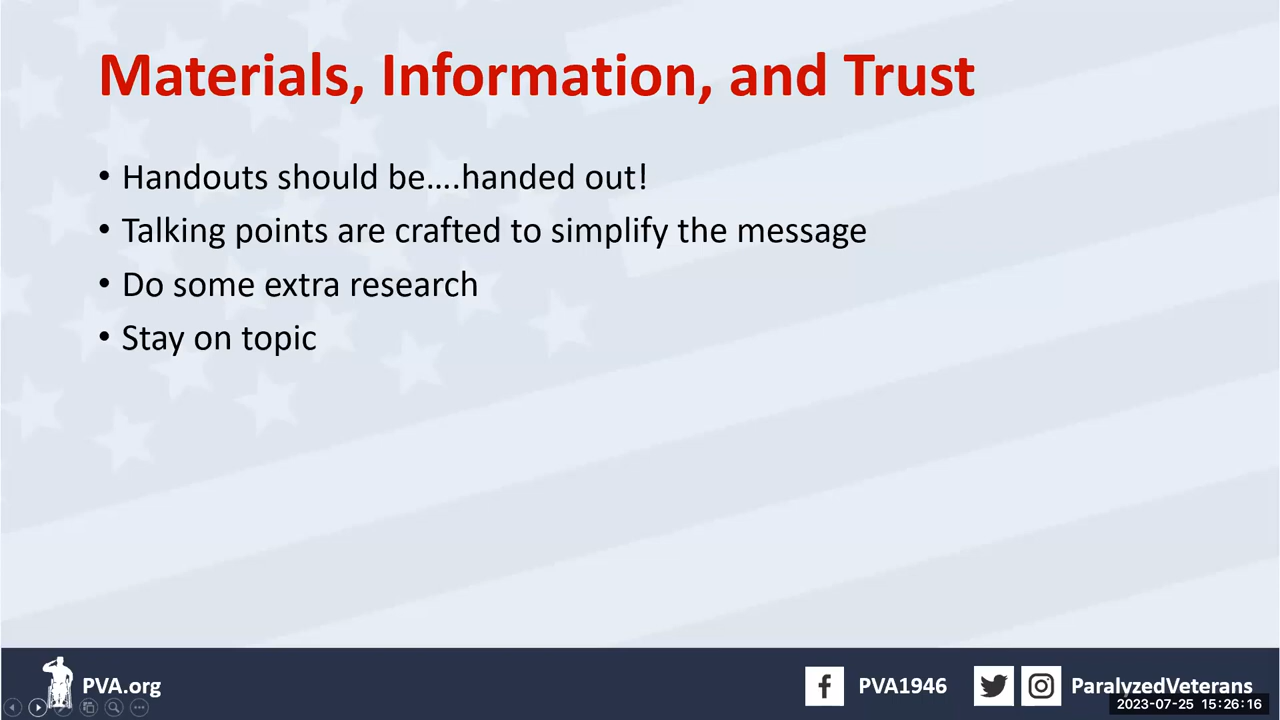 Materials, Information, and Trust
• Handouts should be....handed out!
• Talking points are crafted to simplify the message
• Do some extra research
• Stay on topic
PVA.org
PVA1946
ParalyzedVeterans
2023-07-25 15:26:16